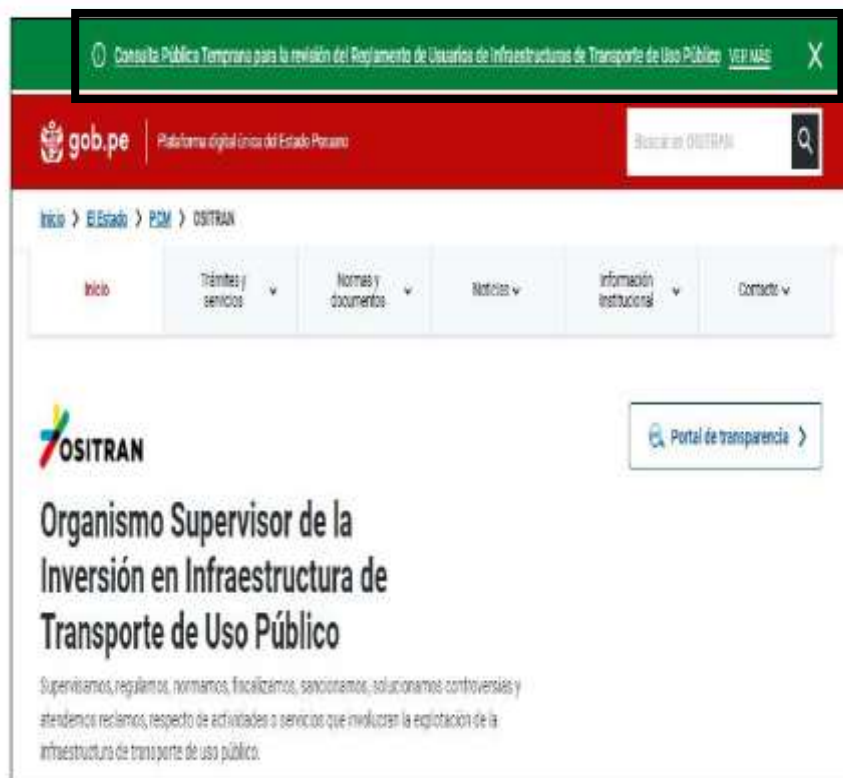 Consulta Pública Temprana para la revisión del Reglamento de Usuarios de Infraestructuras de Transporte de Uso Público VER MÁS X
gob.pe Plataforma digital única del Estado Peruano
Buscar en OSITRAN
Inicio > El Estado > PCM > OSITRAN
Inicio
Trámites y
servicios
Normas y
documentos
Noticias
Información
institucional
Contacto
OSITRAN
Portal de transparencia >
Organismo Supervisor de la
Inversión en Infraestructura de
Transporte de Uso Público
Supervisamos, regulamos, normamos, fiscalizamos, sancionamos, solucionamos controversias y
atendemos reclamos, respecto de actividades o servicios que involucran la explotación de la
infraestructura de transporte de uso público.